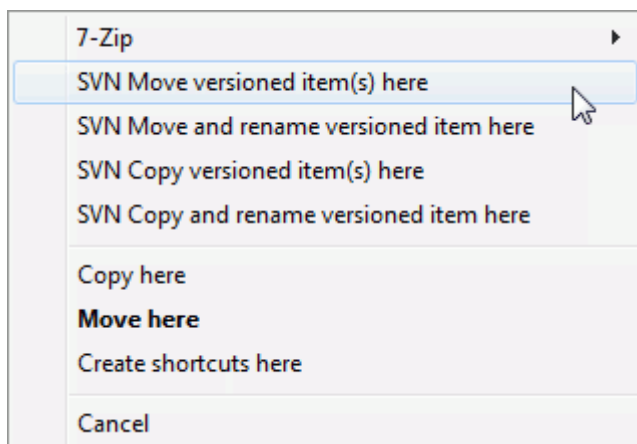 7-Zip
SVN Move versioned item(s) here
SVN Move and rename versioned item here
SVN Copy versioned item(s) here
SVN Copy and rename versioned item here
Copy here
Move here
Create shortcuts here
Cancel